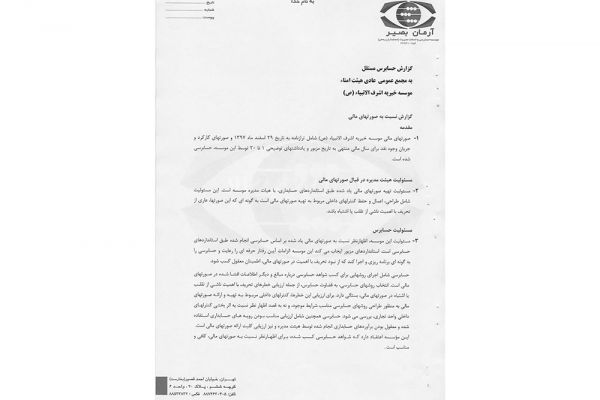 به نام خدا
تاریخ
شماره
پیوست
آرمان بصیر
گزارش حسابرس مستقل
به مجمع عمومی عادی هیئت امناء
موسسه خیریه اشرف الانبیاء (ص)
گزارش نسبت به صورتهای مالی
مقدمه
۱- صورتهای مالی موسسه خیریه اشرف الانبیاء (ص) شامل ترازنامه به تاریخ ۲۹ اسفند ماه ۱۳۹۷ و صورتهای کارکرد و
جریان وجوه نقد برای سال مالی منتهی به تاریخ مزبور و یادداشتهای توضیحی ۱ تا ۲۰ توسط این موسسه، حسابرسی
شده است.
مسئولیت هیئت مدیره در قبال صورتهای مالی
۲- مسئولیت تهیه صورتهای مالی یاد شده طبق استانداردهای حسابداری، با هیات مدیره موسسه است. این مسئولیت
شامل طراحی، اعمال و حفظ کنترلهای داخلی مربوط به تهیه صورتهای مالی است به گونه ای که این صورتها، عاری از
تحریف با اهمیت ناشی از تقلب یا اشتباه باشد.
مسئولیت حسابرس
۳- مسئولیت این موسسه، اظهارنظر نسبت به صورتهای مالی یاد شده بر اساس حسابرسی انجام شده طبق استانداردهای
حسابرسی است. استانداردهای مزبور ایجاب می کند این موسسه الزامات آیین رفتار حرفه ای را رعایت و حسابرسی را
به گونه ای برنامه ریزی و اجرا کند که از نبود تحریف با اهمیت در صورتهای مالی، اطمینان معقول کسب شود.
حسابرسی شامل اجرای روشهایی برای کسب شواهد حسابرسی درباره مبالغ و دیگر اطلاعات افشا شده در صورتهای
مالی است. انتخاب روشهای حسابرسی، به قضاوت حسابرس، از جمله ارزیابی خطرهای تحریف با اهمیت ناشی از تقلب
یا اشتباه در صورتهای مالی، بستگی دارد. برای ارزیابی این خطرها، کنترلهای داخلی مربوط به تهیه و ارائه صورتهای
مالی به منظور طراحی روشهای حسابرسی مناسب شرایط موجود، و نه به قصد اظهار نظر نسبت به اثر بخشی کنترلهای
داخلی واحد تجاری، بررسی می شود. حسابرسی همچنین شامل ارزیابی مناسب بودن رویه های حسابداری استفاده
شده و معقول بودن برآوردهای حسابداری انجام شده توسط هیئت مدیره و نیز ارزیابی کلیت ارائه صورتهای مالی است.
این موسسه اعتقاد دارد که شواهد حسابرسی کسب شده، برای اظهارنظر نسبت به صورتهای مالی، کافی و
مناسب است.
تهران، خیابان احمد قصیر(بخارست)
کوچه ششم، پلاک ۲۰، واحد ۴